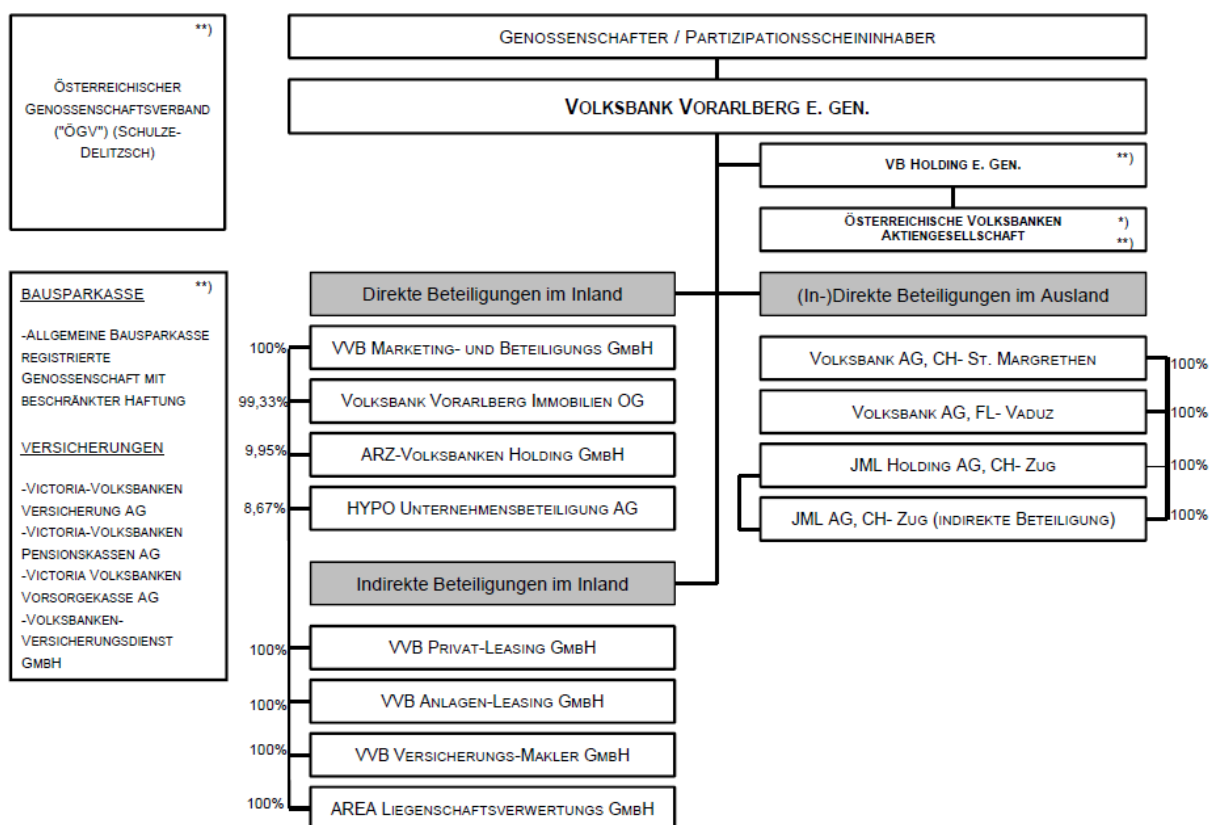 **)
ÖSTERREICHISCHER
GENOSSENSCHAFTSVERBAND
("ÖGV") (SCHULZE-
DELITZSCH)
GENOSSENSCHAFTER / PARTIZIPATIONSSCHEININHABER
VOLKSBANK VORARLBERG E. GEN.
VB HOLDING E. GEN. **)
ÖSTERREICHISCHE VOLKSBANKEN *)
AKTIENGESELLSCHAFT **)
BAUSPARKASSE **)
-ALLGEMEINE BAUSPARKASSE
REGISTRIERTE
GENOSSENSCHAFT MIT
BESCHRÄNKTER HAFTUNG
VERSICHERUNGEN
-VICTORIA-VOLKSBANKEN
VERSICHERUNG AG
-VICTORIA-VOLKSBANKEN
PENSIONSKASSEN AG
-VICTORIA VOLKSBANKEN
VORSORGEKASSE AG
-VOLKSBANKEN-
VERSICHERUNGSDIENST
GMBH
Direkte Beteiligungen im Inland
100% VVB MARKETING- UND BETEILIGUNGS GMBH
99,33% VOLKSBANK VORARLBERG IMMOBILIEN OG
9,95% ARZ-VOLKSBANKEN HOLDING GMBH
8,67% HYPO UNTERNEHMENSBETEILIGUNG AG
Indirekte Beteiligungen im Inland
100% VVB PRIVAT-LEASING GMBH
100% VVB ANLAGEN-LEASING GMBH
100% VVB VERSICHERUNGS-MAKLER GMBH
100% AREA LIEGENSCHAFTSVERWERTUNGS GMBH
(In-)Direkte Beteiligungen im Ausland
VOLKSBANK AG, CH- ST. MARGRETHEN 100%
VOLKSBANK AG, FL- VADUZ 100%
JML HOLDING AG, CH- ZUG 100%
JML AG, CH- ZUG (INDIREKTE BETEILIGUNG) 100%